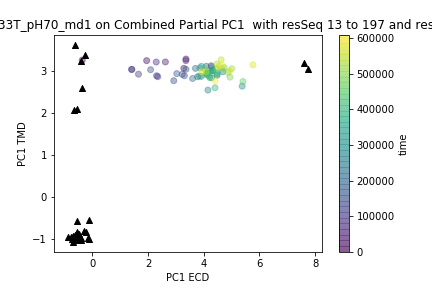 33T_pH70_md1 on Combined Partial PC1 with resSeq 13 to 197 and res
600000
500000
400000
300000
200000
100000
0
time
3
2
1
0
−1
PC1 TMD
0 2 4 6 8
PC1 ECD